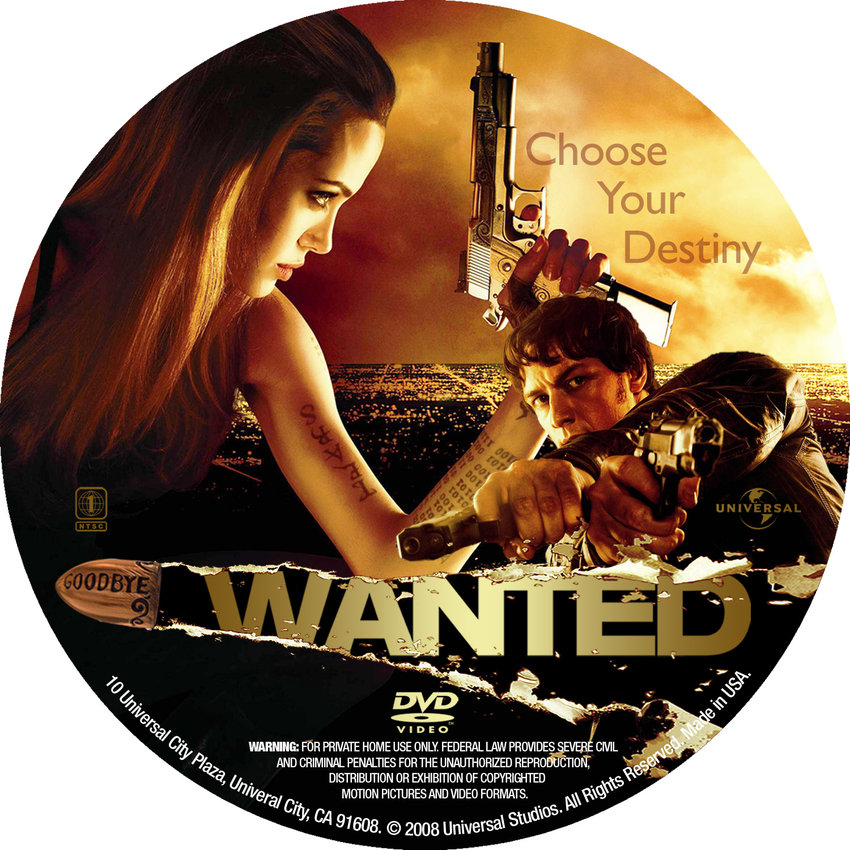 Choose
Your
Destiny
1
NTSC
UNIVERSAL
GOODBYE
WANTED
DVD
VIDEO
WARNING: FOR PRIVATE HOME USE ONLY. FEDERAL LAW PROVIDES SEVERE CIVIL
AND CRIMINAL PENALTIES FOR THE UNAUTHORIZED REPRODUCTION,
DISTRIBUTION OR EXHIBITION OF COPYRIGHTED
MOTION PICTURES AND VIDEO FORMATS.
10 Universal City Plaza, Univeral City, CA 91608. © 2008 Universal Studios. All Rights Reserved. Made in USA.